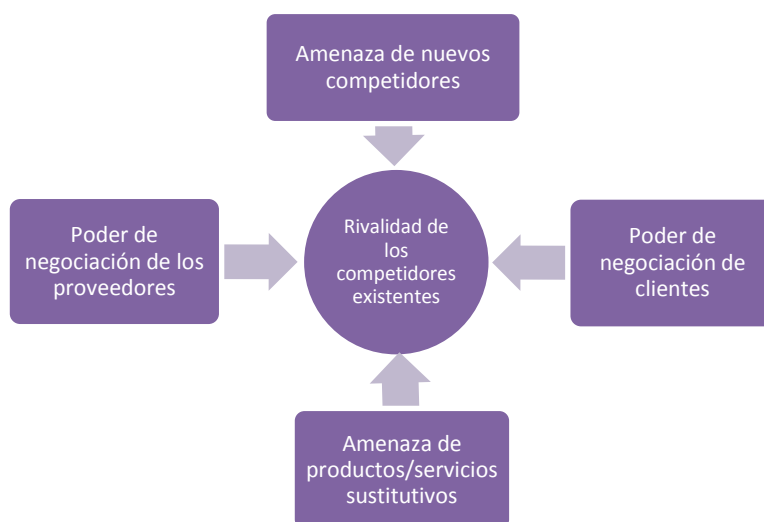 Amenaza de nuevos
competidores
Poder de
negociación de los
proveedores
Rivalidad de
los
competidores
existentes
Poder de
negociación de
clientes
Amenaza de
productos/servicios
sustitutivos